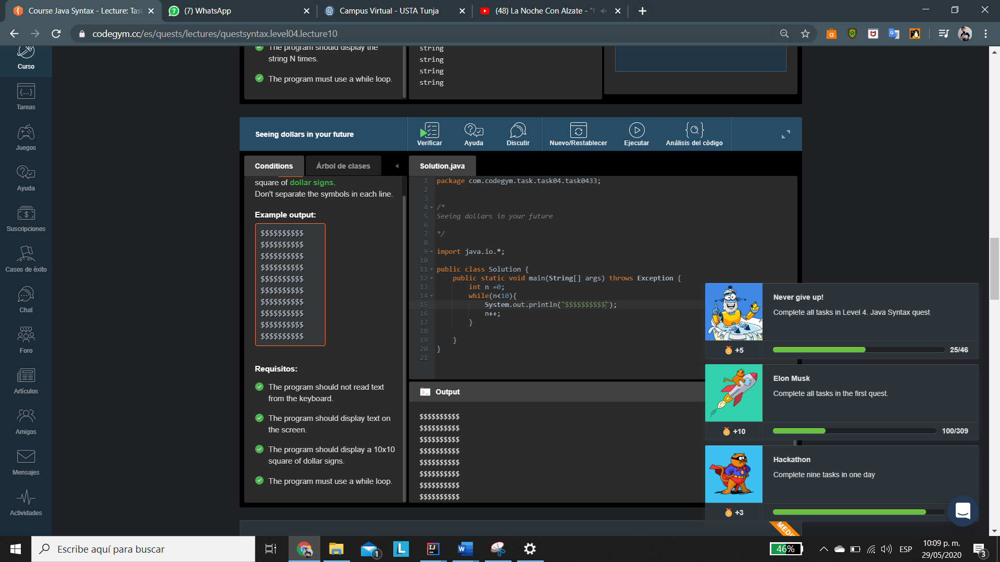 Course Java Syntax - Lecture: Tas
(7) WhatsApp
Campus Virtual - USTA Tunja
(48) La Noche Con Alzate -
codegym.cc/es/quests/lectures/questsyntax.level04.lecture10
Curso
Tareas
Juegos
Ayuda
Suscripciones
Casos de éxito
Chat
Foro
Artículos
Amigos
Mensajes
Actividades
The program should display the
string N times.
The program must use a while loop.
string
string
string
string
Seeing dollars in your future
Verificar
Ayuda
Discutir
Nuevo/Restablecer
Ejecutar
Análisis del código
Conditions
Árbol de clases
Solution.java
square of dollar signs.
Don't separate the symbols in each line.
Example output:
$$$$$$$$$$
$$$$$$$$$$
$$$$$$$$$$
$$$$$$$$$$
$$$$$$$$$$
$$$$$$$$$$
$$$$$$$$$$
$$$$$$$$$$
$$$$$$$$$$
$$$$$$$$$$
Requisitos:
The program should not read text
from the keyboard.
The program should display text on
the screen.
The program should display a 10x10
square of dollar signs.
The program must use a while loop.
1 package com.codegym.task.task04.task0433;
2
3
4 /*
5 Seeing dollars in your future
6
7 */
8
9 import java.io.*;
10
11 public class Solution {
12 public static void main(String[] args) throws Exception {
13 int n =0;
14 while(n<10){
15 System.out.println("$$$$$$$$$$");
16 n++;
17 }
18
19 }
20 }
21
Output
$$$$$$$$$$
$$$$$$$$$$
$$$$$$$$$$
$$$$$$$$$$
$$$$$$$$$$
$$$$$$$$$$
$$$$$$$$$$
$$$$$$$$$$
Never give up!
Complete all tasks in Level 4. Java Syntax quest
+5
25/46
Elon Musk
Complete all tasks in the first quest.
+10
100/309
Hackathon
Complete nine tasks in one day
+3
Escribe aquí para buscar
1
46%
ESP
10:09 p. m.
29/05/2020
3